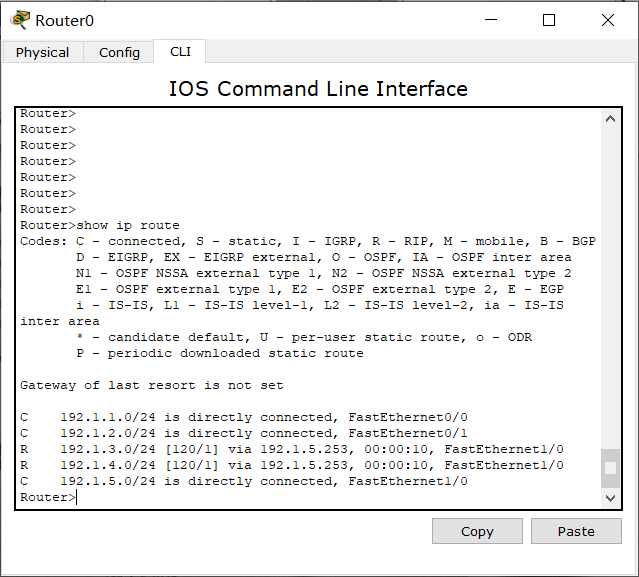 Router0
Physical Config CLI
IOS Command Line Interface
Router>
Router>
Router>
Router>
Router>
Router>
Router>
Router>show ip route
Codes: C - connected, S - static, I - IGRP, R - RIP, M - mobile, B - BGP
D - EIGRP, EX - EIGRP external, O - OSPF, IA - OSPF inter area
N1 - OSPF NSSA external type 1, N2 - OSPF NSSA external type 2
E1 - OSPF external type 1, E2 - OSPF external type 2, E - EGP
i - IS-IS, L1 - IS-IS level-1, L2 - IS-IS level-2, ia - IS-IS
inter area
* - candidate default, U - per-user static route, o - ODR
P - periodic downloaded static route
Gateway of last resort is not set
C    192.1.1.0/24 is directly connected, FastEthernet0/0
C    192.1.2.0/24 is directly connected, FastEthernet0/1
R    192.1.3.0/24 [120/1] via 192.1.5.253, 00:00:10, FastEthernet1/0
R    192.1.4.0/24 [120/1] via 192.1.5.253, 00:00:10, FastEthernet1/0
C    192.1.5.0/24 is directly connected, FastEthernet1/0
Router>
Copy Paste